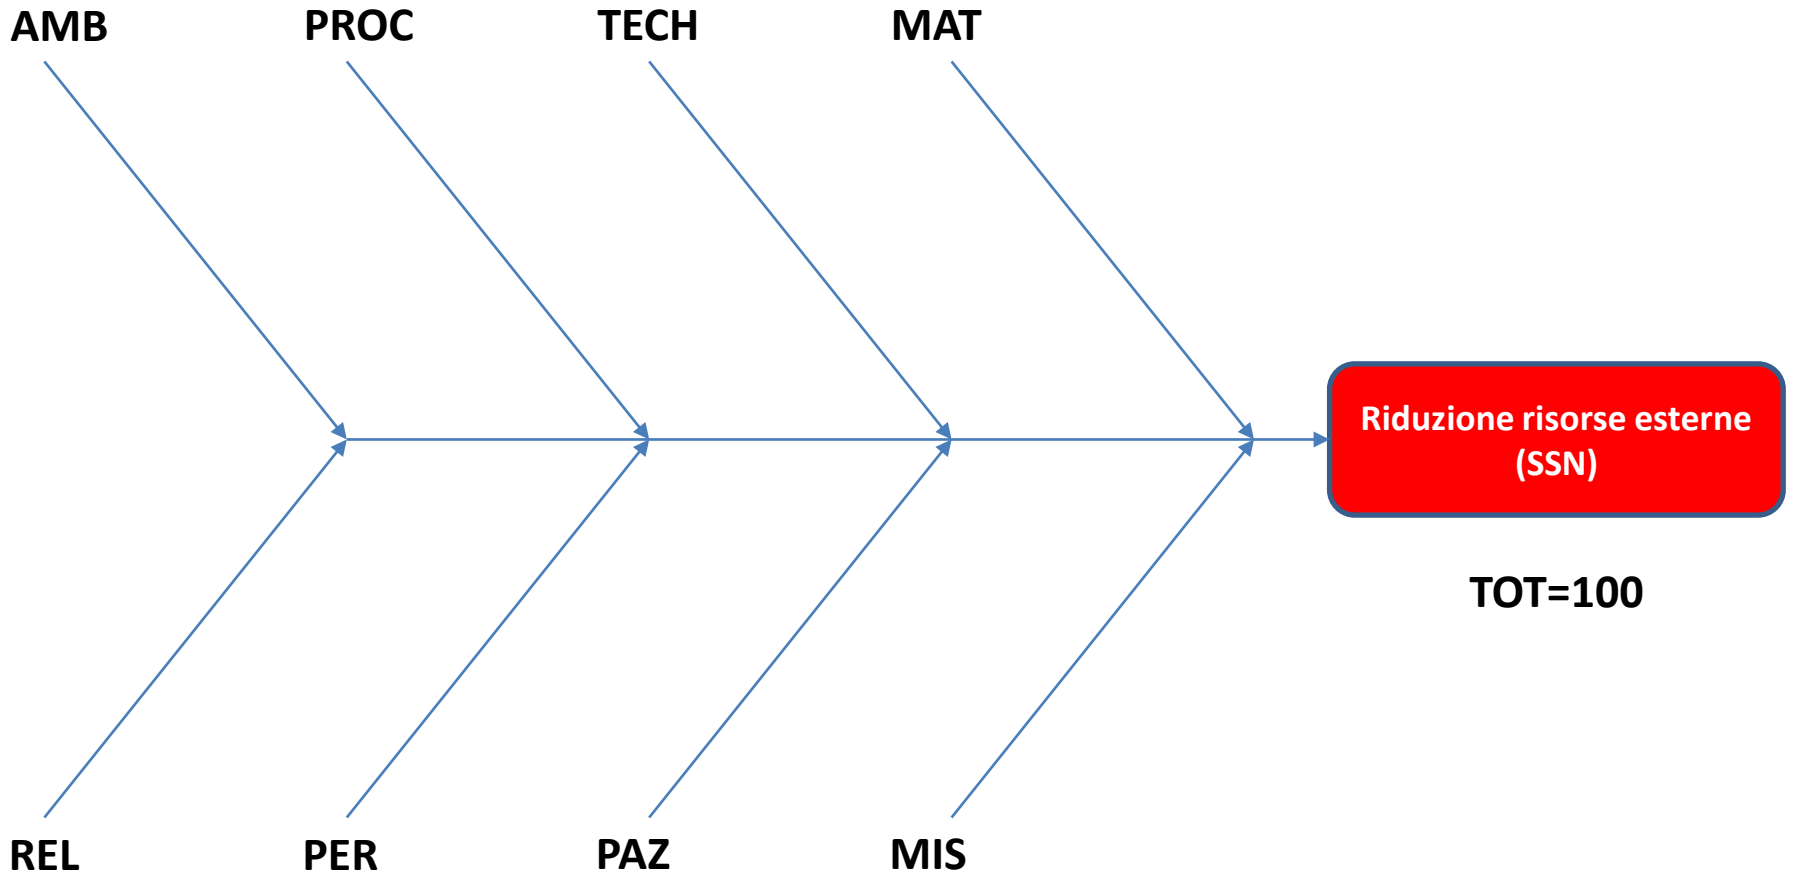 AMB
PROC
TECH
MAT
Riduzione risorse esterne
(SSN)
TOT=100
REL
PER
PAZ
MIS